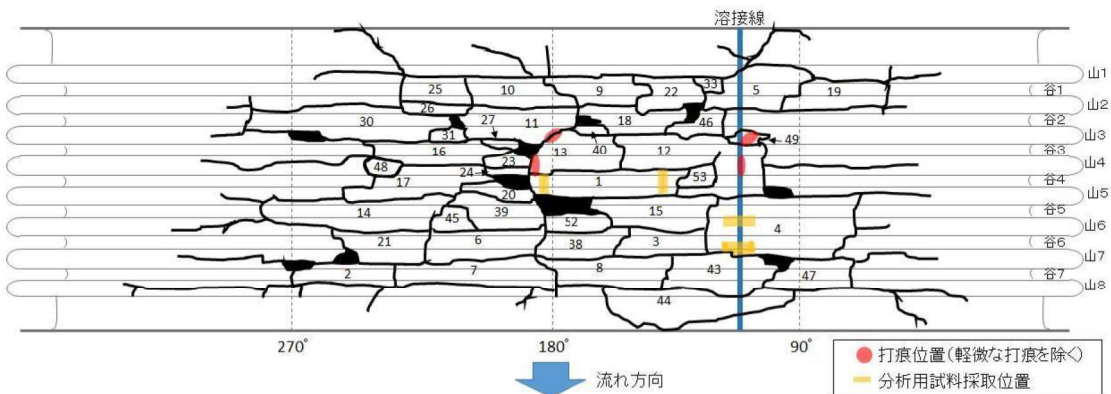 溶接線
山1
谷1
山2
谷2
山3
谷3
山4
谷4
山5
谷5
山6
谷6
山7
谷7
山8
33
25 10 9 22 5 19
26
30 27 11 18 46
31 49
16 13 40 12
23
48 24
17 1 53
20
14 39 15
45 52 4
21 6 38 3
2 7 8 43 47
44
270° 180° 90°
流れ方向
打痕位置(軽微な打痕を除く)
分析用試料採取位置